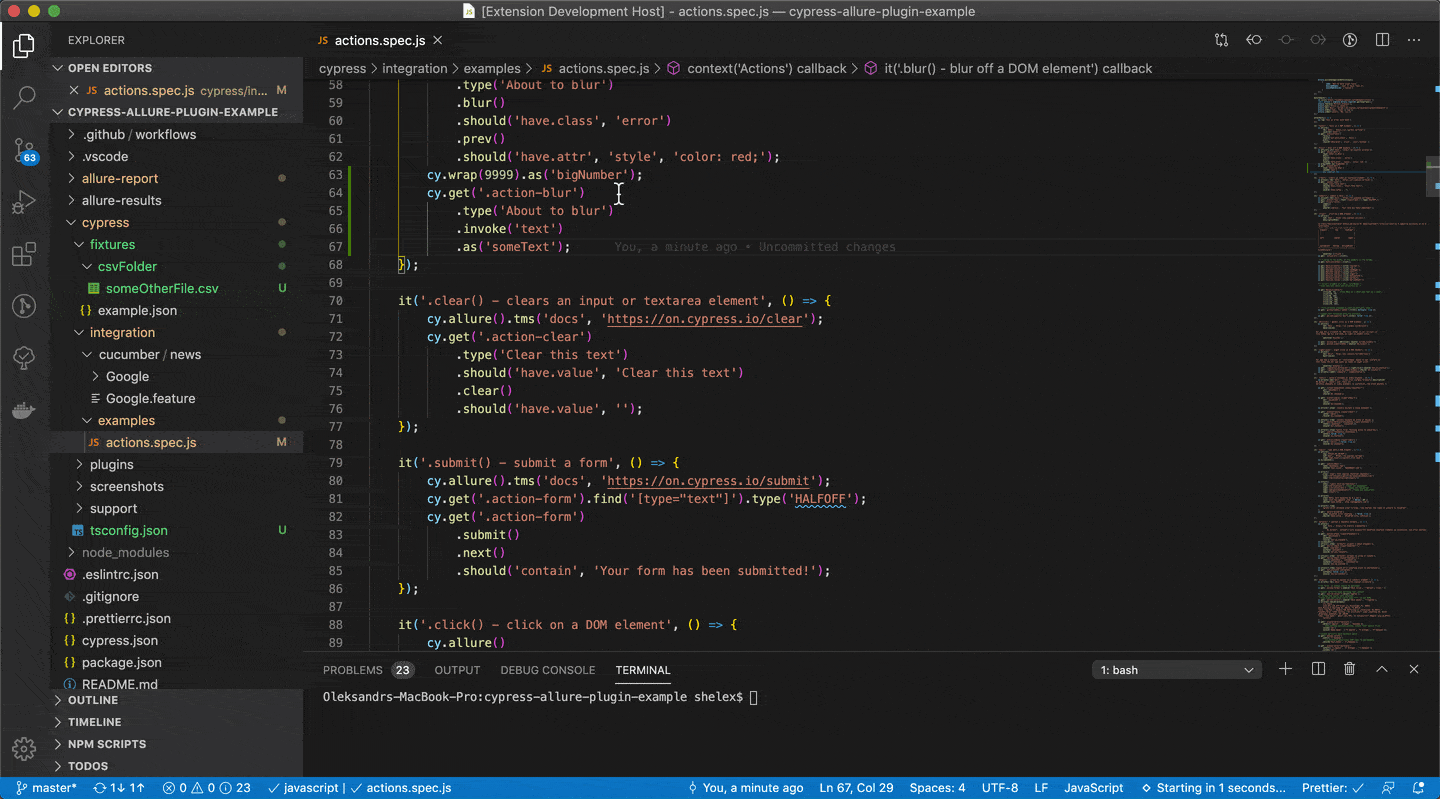 [Extension Development Host] - actions.spec.js — cypress-allure-plugin-example
EXPLORER
OPEN EDITORS
JS actions.spec.js cypress/in... M
CYPRESS-ALLURE-PLUGIN-EXAMPLE
.github / workflows
.vscode
allure-report
allure-results
cypress
fixtures
csvFolder
someOtherFile.csv U
{} example.json
integration
cucumber / news
Google
Google.feature
examples
JS actions.spec.js M
plugins
screenshots
support
TS tsconfig.json U
node_modules
.eslintrc.json
.gitignore
{} .prettierrc.json
{} cypress.json
{} package.json
README.md
OUTLINE
TIMELINE
NPM SCRIPTS
TODOS
63
JS actions.spec.js
cypress > integration > examples > JS actions.spec.js > context('Actions') callback > it('.blur() - blur off a DOM element') callback
58 .type('About to blur')
59 .blur()
60 .should('have.class', 'error')
61 .prev()
62 .should('have.attr', 'style', 'color: red;');
63 cy.wrap(9999).as('bigNumber');
64 cy.get('.action-blur')
65 .type('About to blur')
66 .invoke('text')
67 .as('someText'); You, a minute ago • Uncommitted changes
68 });
69
70 it('.clear() - clears an input or textarea element', () => {
71 cy.allure().tms('docs', 'https://on.cypress.io/clear');
72 cy.get('.action-clear')
73 .type('Clear this text')
74 .should('have.value', 'Clear this text')
75 .clear()
76 .should('have.value', '');
77 });
78
79 it('.submit() - submit a form', () => {
80 cy.allure().tms('docs', 'https://on.cypress.io/submit');
81 cy.get('.action-form').find('[type="text"]').type('HALFOFF');
82 cy.get('.action-form')
83 .submit()
84 .next()
85 .should('contain', 'Your form has been submitted!');
86 });
87
88 it('.click() - click on a DOM element', () => {
89 cy.allure()
PROBLEMS 23 OUTPUT DEBUG CONSOLE TERMINAL 1: bash
Oleksandrs-MacBook-Pro:cypress-allure-plugin-example shelex$
master* 1↓ 1↑ 0 0 23 javascript | actions.spec.js You, a minute ago Ln 67, Col 29 Spaces: 4 UTF-8 LF JavaScript Starting in 1 seconds... Prettier: ✓